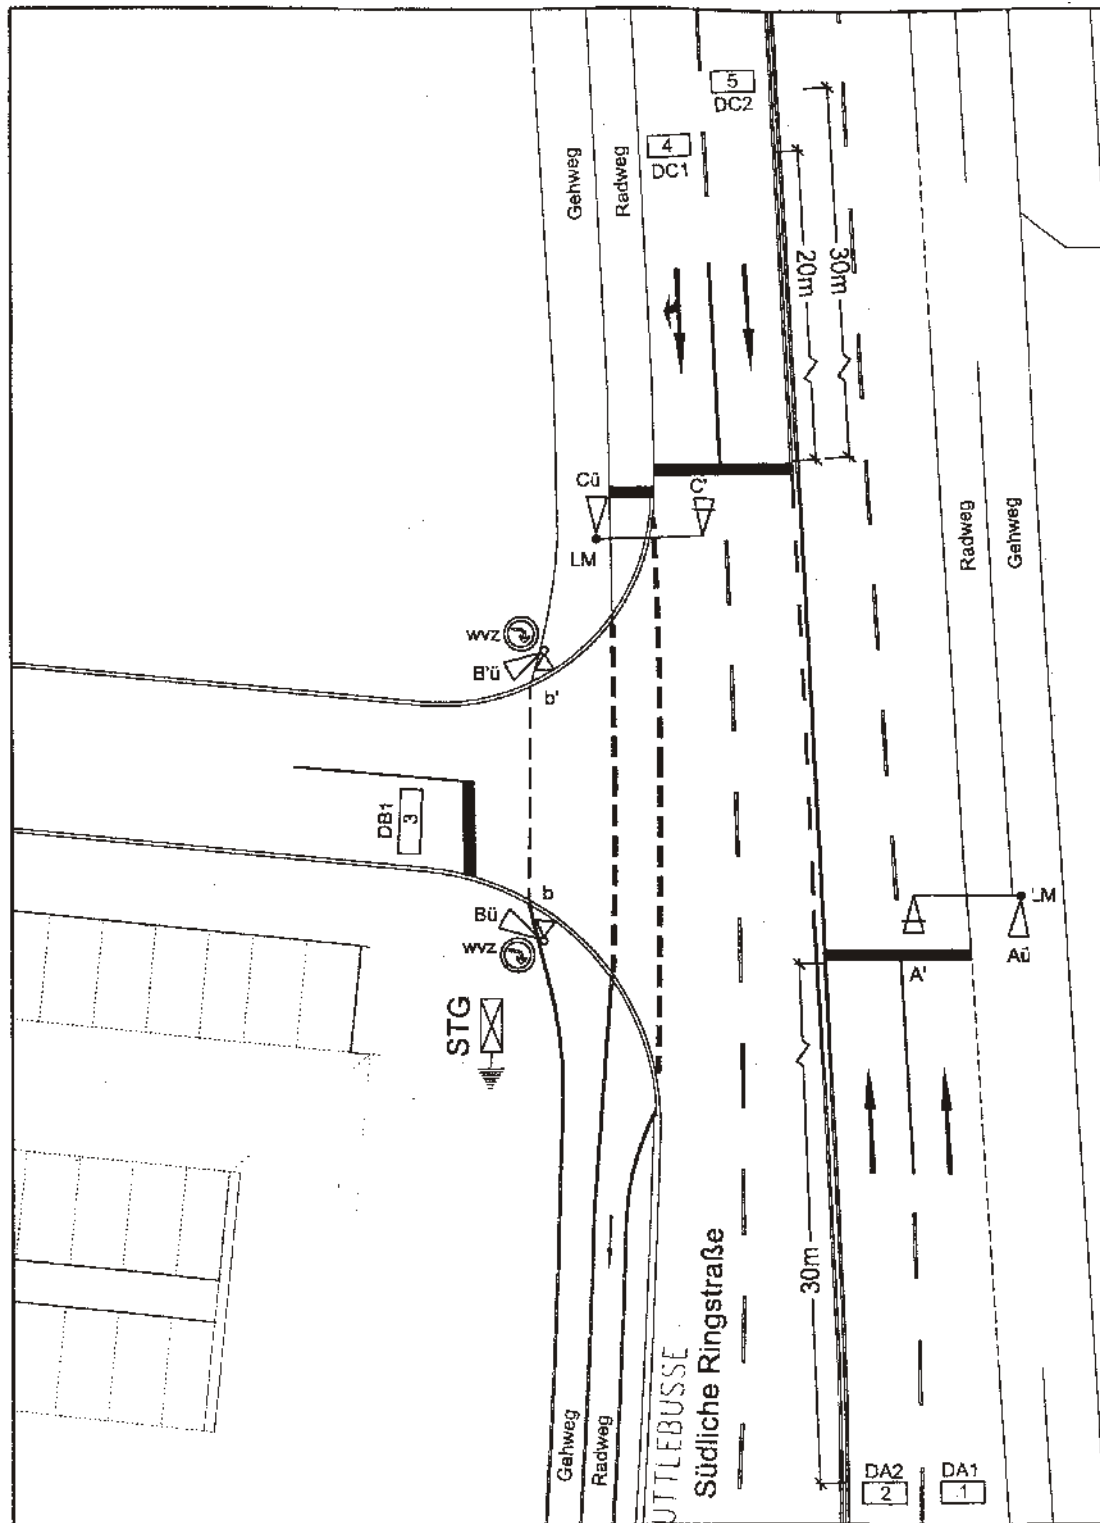 5
DC2
4
DC1
Gehweg
Radweg
30m
20m
Cü
C'
LM
Radweg
Gehweg
wvz
B'ü
b'
DB1
3
b
Bü
wvz
LM
A'
Aü
STG
30m
Südliche Ringstraße
UTTLEBUSSE
Gehweg
Radweg
DA2
2
DA1
1